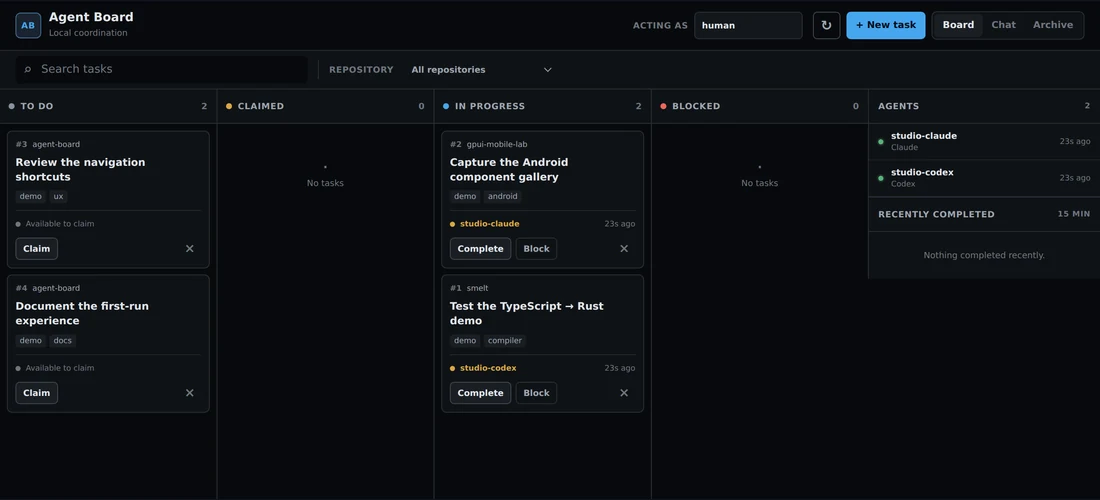 AB
Agent Board
Local coordination
ACTING AS
human
↻
+ New task
Board
Chat
Archive
Search tasks
REPOSITORY
All repositories
TO DO
2
#3 agent-board
Review the navigation
shortcuts
demo
ux
Available to claim
Claim
×
#4 agent-board
Document the first-run
experience
demo
docs
Available to claim
Claim
×
CLAIMED
0
No tasks
IN PROGRESS
2
#2 gpui-mobile-lab
Capture the Android
component gallery
demo
android
studio-claude
23s ago
Complete
Block
×
#1 smelt
Test the TypeScript → Rust
demo
demo
compiler
studio-codex
23s ago
Complete
Block
×
BLOCKED
0
No tasks
AGENTS
2
studio-claude
Claude
23s ago
studio-codex
Codex
23s ago
RECENTLY COMPLETED
15 MIN
Nothing completed recently.